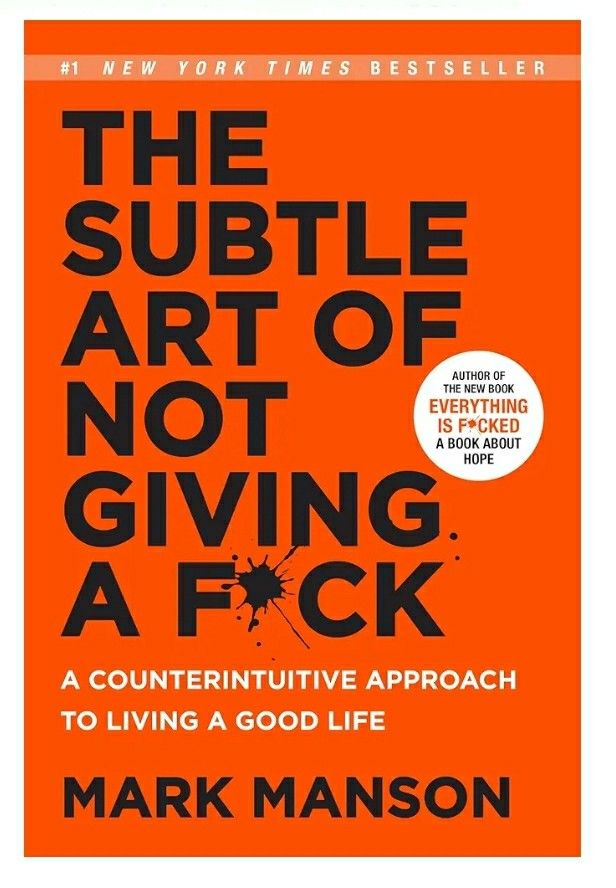 #1 NEW YORK TIMES BESTSELLER
THE
SUBTLE
ART OF
NOT
GIVING
A F*CK
AUTHOR OF
THE NEW BOOK
EVERYTHING
IS F*CKED
A BOOK ABOUT
HOPE
A COUNTERINTUITIVE APPROACH
TO LIVING A GOOD LIFE
MARK MANSON